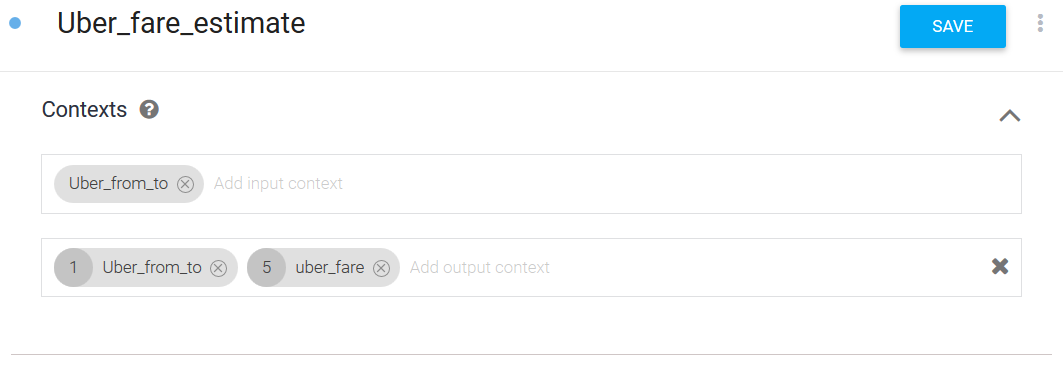 Uber_fare_estimate SAVE
Contexts ?
Uber_from_to Add input context
1 Uber_from_to 5 uber_fare Add output context